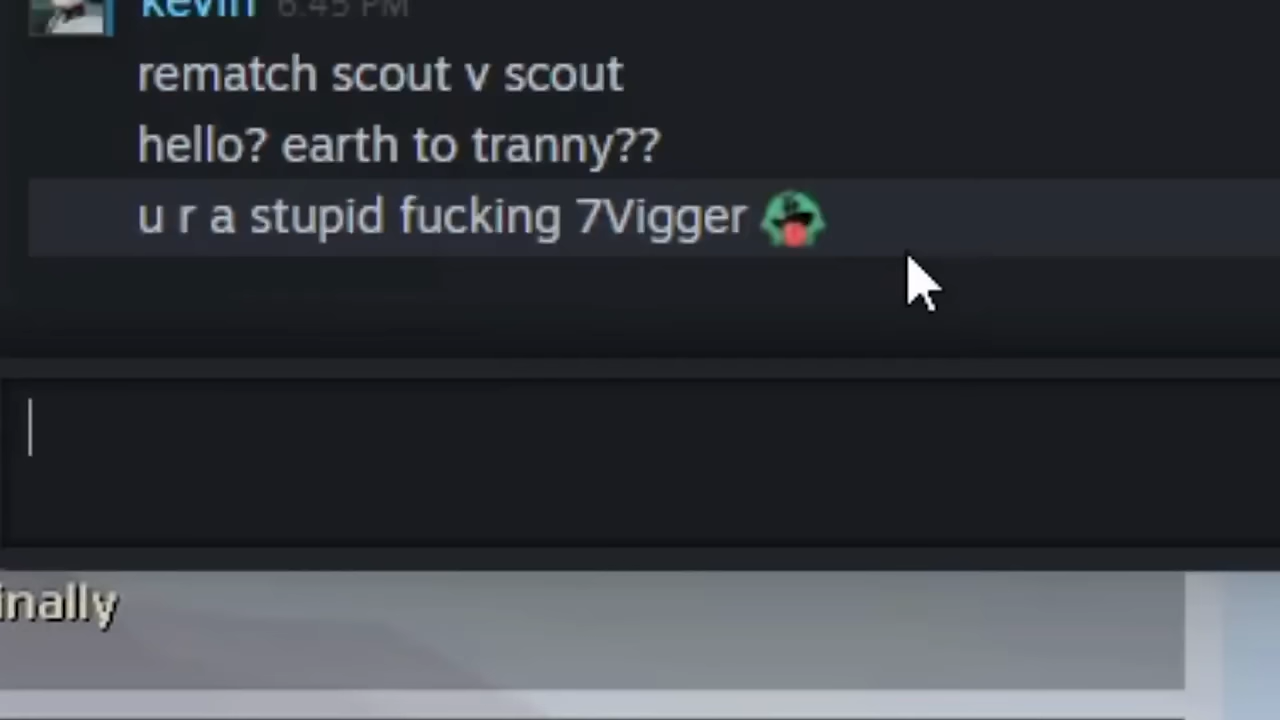 kevin 6:45 PM
rematch scout v scout
hello? earth to tranny??
u r a stupid fucking 7Vigger
inally